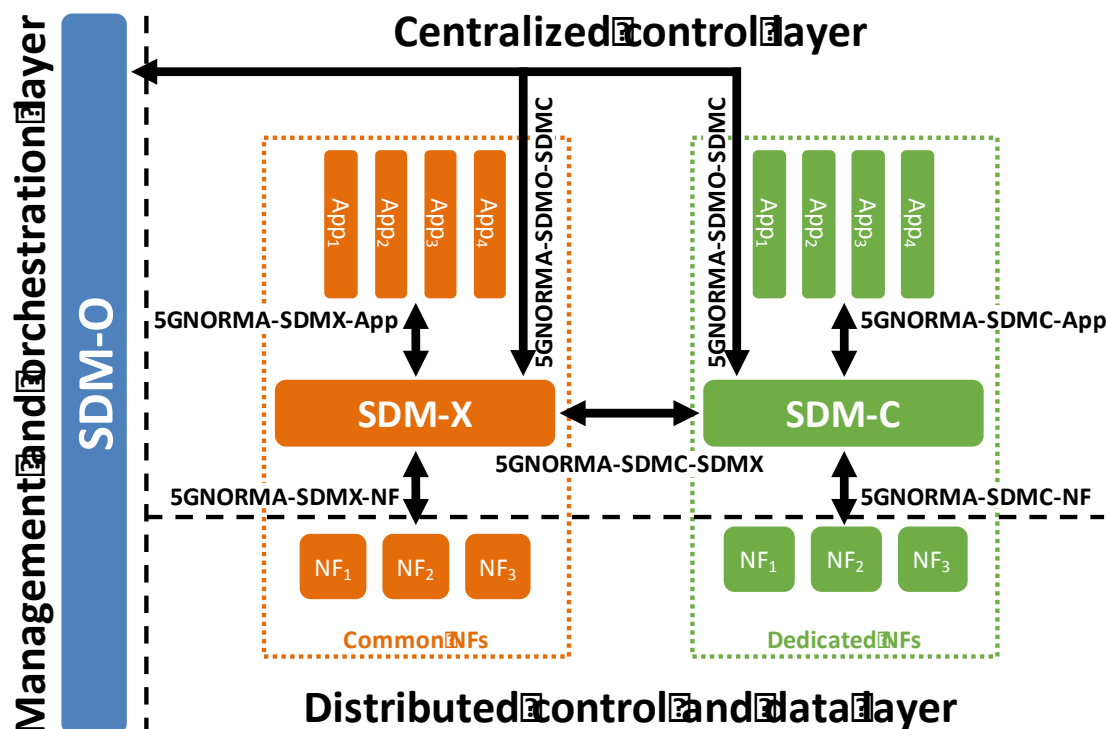 Management and orchestration layer
SDM-O
Centralized control layer
5GNORMA-SDMO-SDMC
5GNORMA-SDMO-SDMC
App1
App2
App3
App4
App1
App2
App3
App4
5GNORMA-SDMX-App
5GNORMA-SDMC-App
SDM-X
SDM-C
5GNORMA-SDMC-SDMX
5GNORMA-SDMX-NF
5GNORMA-SDMC-NF
NF1
NF2
NF3
NF1
NF2
NF3
Common NFs
Dedicated NFs
Distributed control and data layer